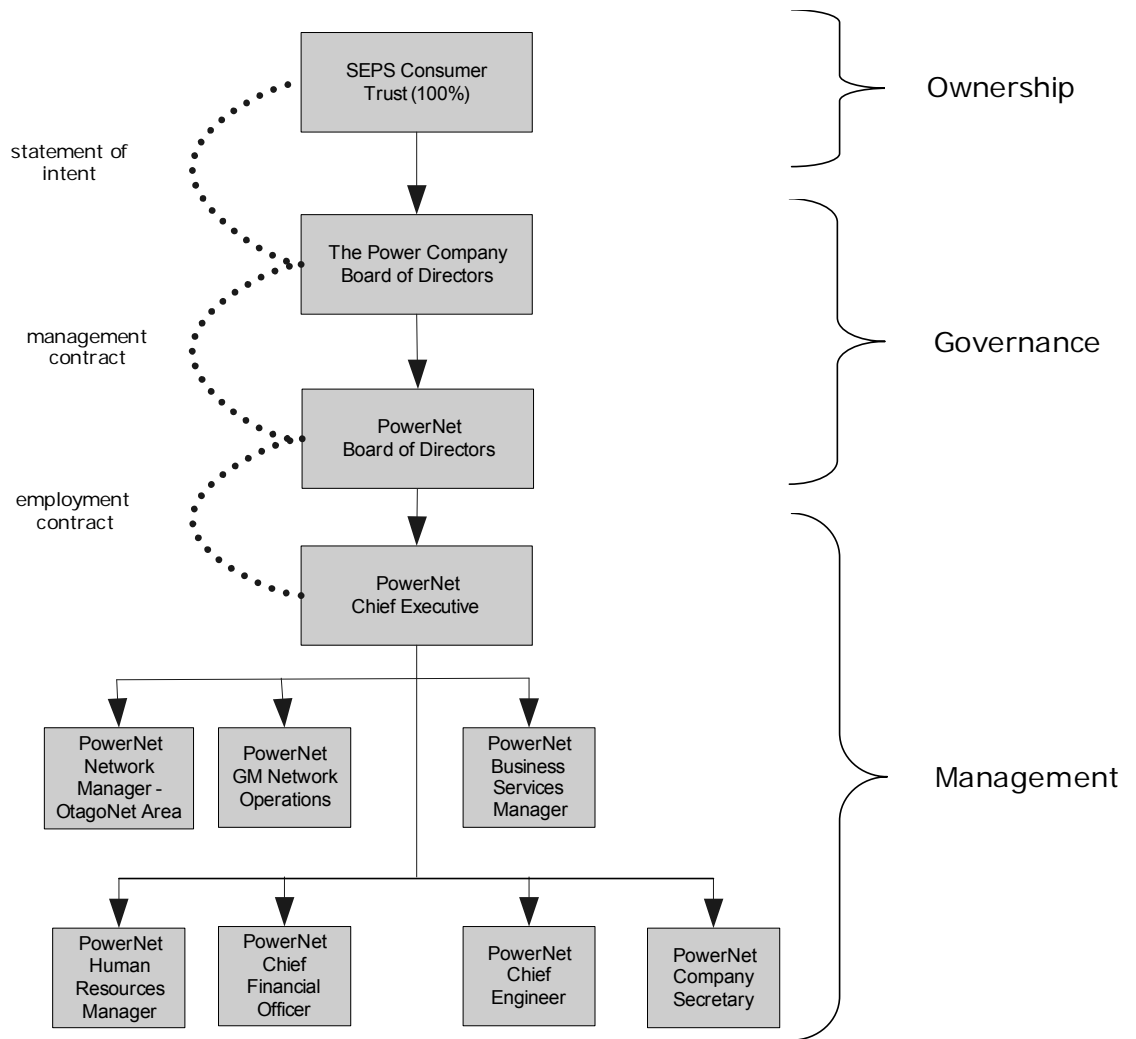 SEPS Consumer
Trust (100%)
Ownership
statement of
intent
The Power Company
Board of Directors
management
contract
Governance
PowerNet
Board of Directors
employment
contract
PowerNet
Chief Executive
PowerNet
Network
Manager -
OtagoNet Area
PowerNet
GM Network
Operations
PowerNet
Business
Services
Manager
Management
PowerNet
Human
Resources
Manager
PowerNet
Chief
Financial
Officer
PowerNet
Chief
Engineer
PowerNet
Company
Secretary